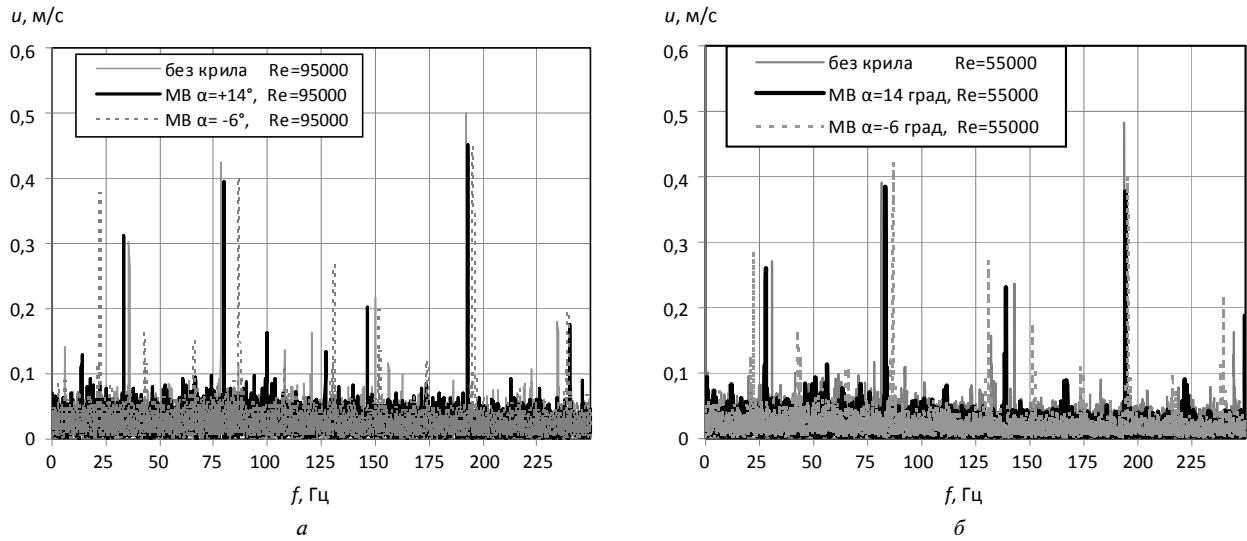 u, м/с
0,6
0,5
0,4
0,3
0,2
0,1
0
без крила Re=95000
МВ α=+14°, Re=95000
МВ α= -6°, Re=95000
0 25 50 75 100 125 150 175 200 225
f, Гц
а
u, м/с
0,6
0,5
0,4
0,3
0,2
0,1
0
без крила Re=55000
МВ α=14 град, Re=55000
МВ α=-6 град, Re=55000
0 25 50 75 100 125 150 175 200 225
f, Гц
б